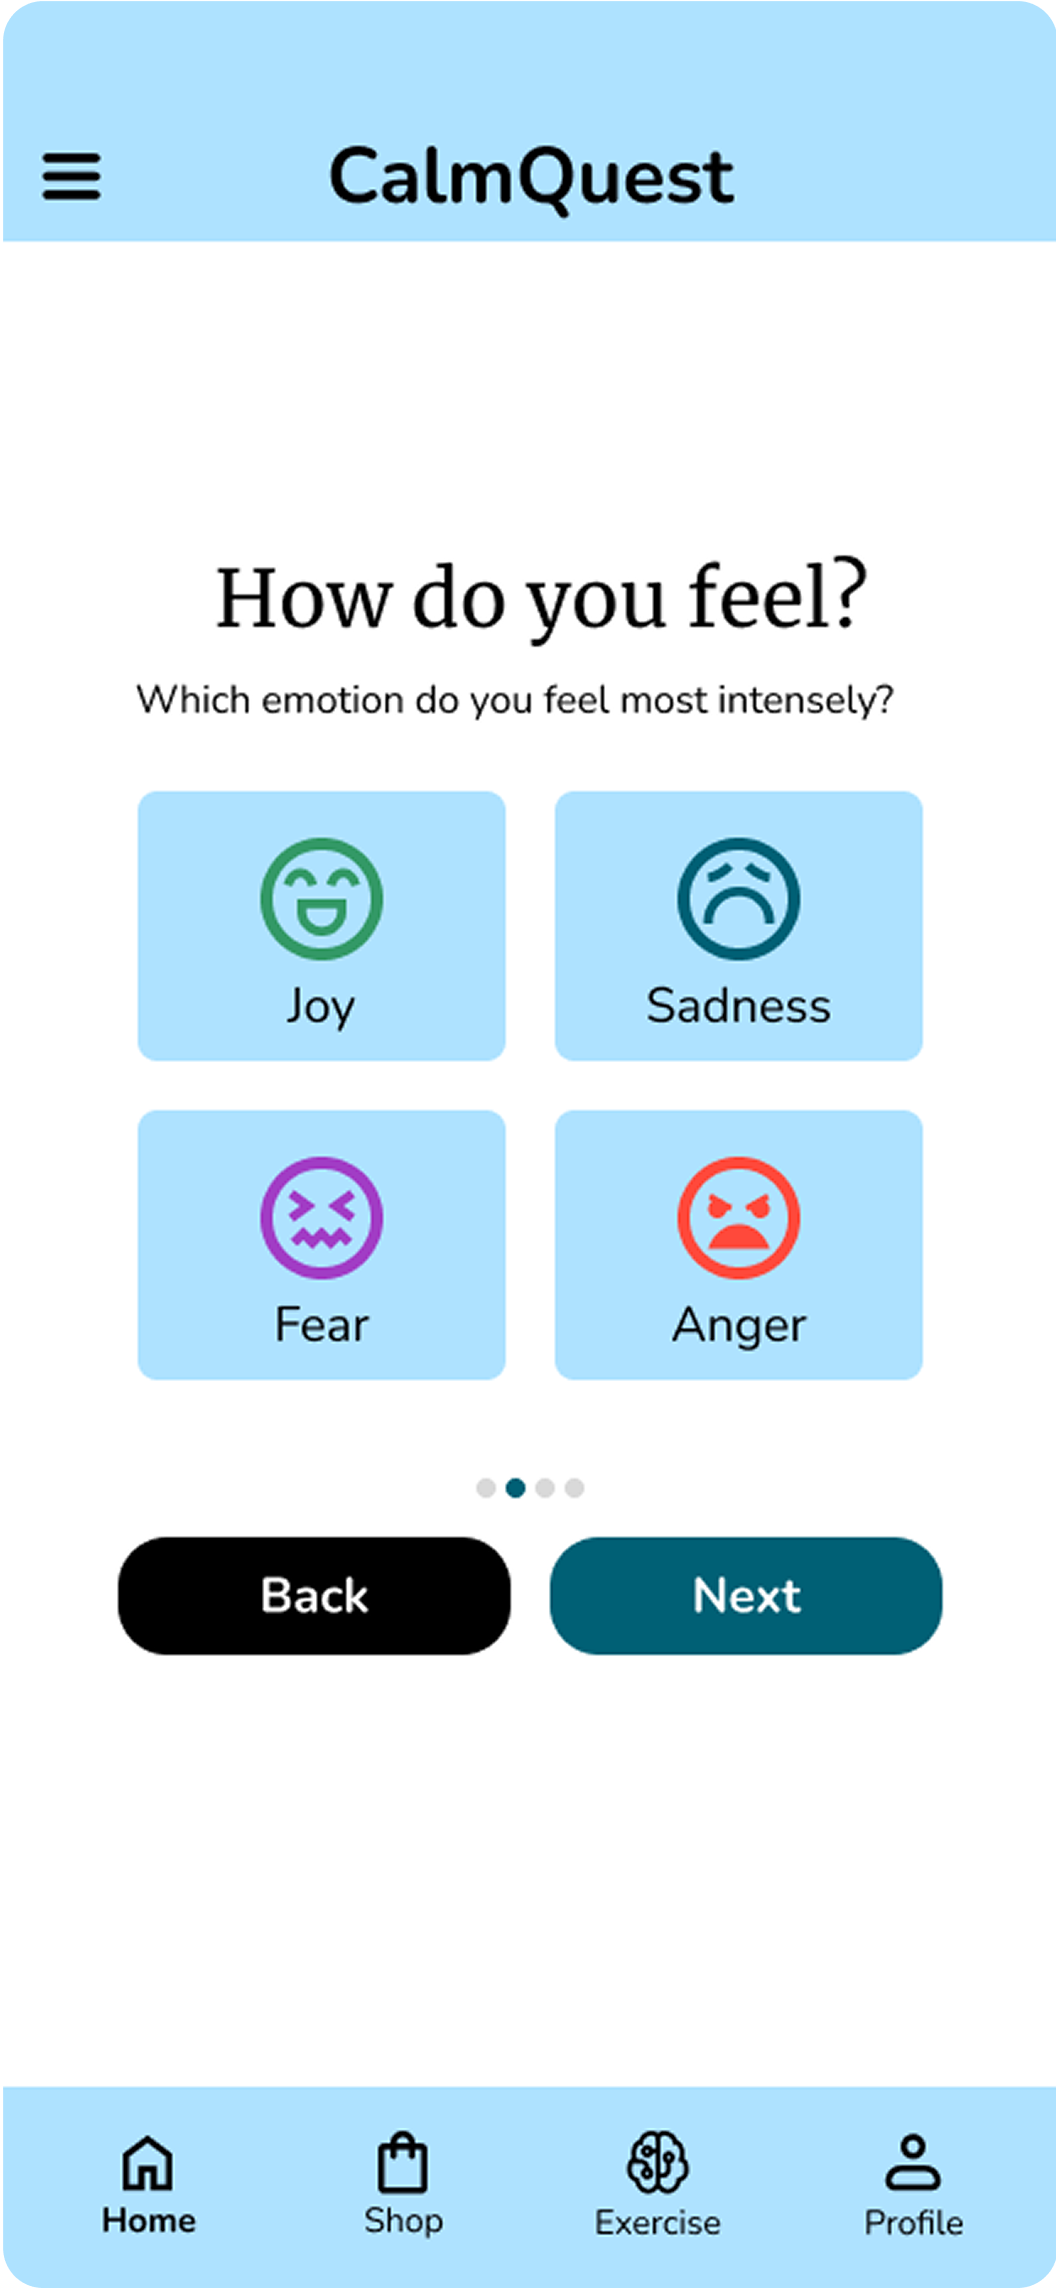 CalmQuest
How do you feel?
Which emotion do you feel most intensely?
Joy
Sadness
Fear
Anger
Back
Next
Home
Shop
Exercise
Profile